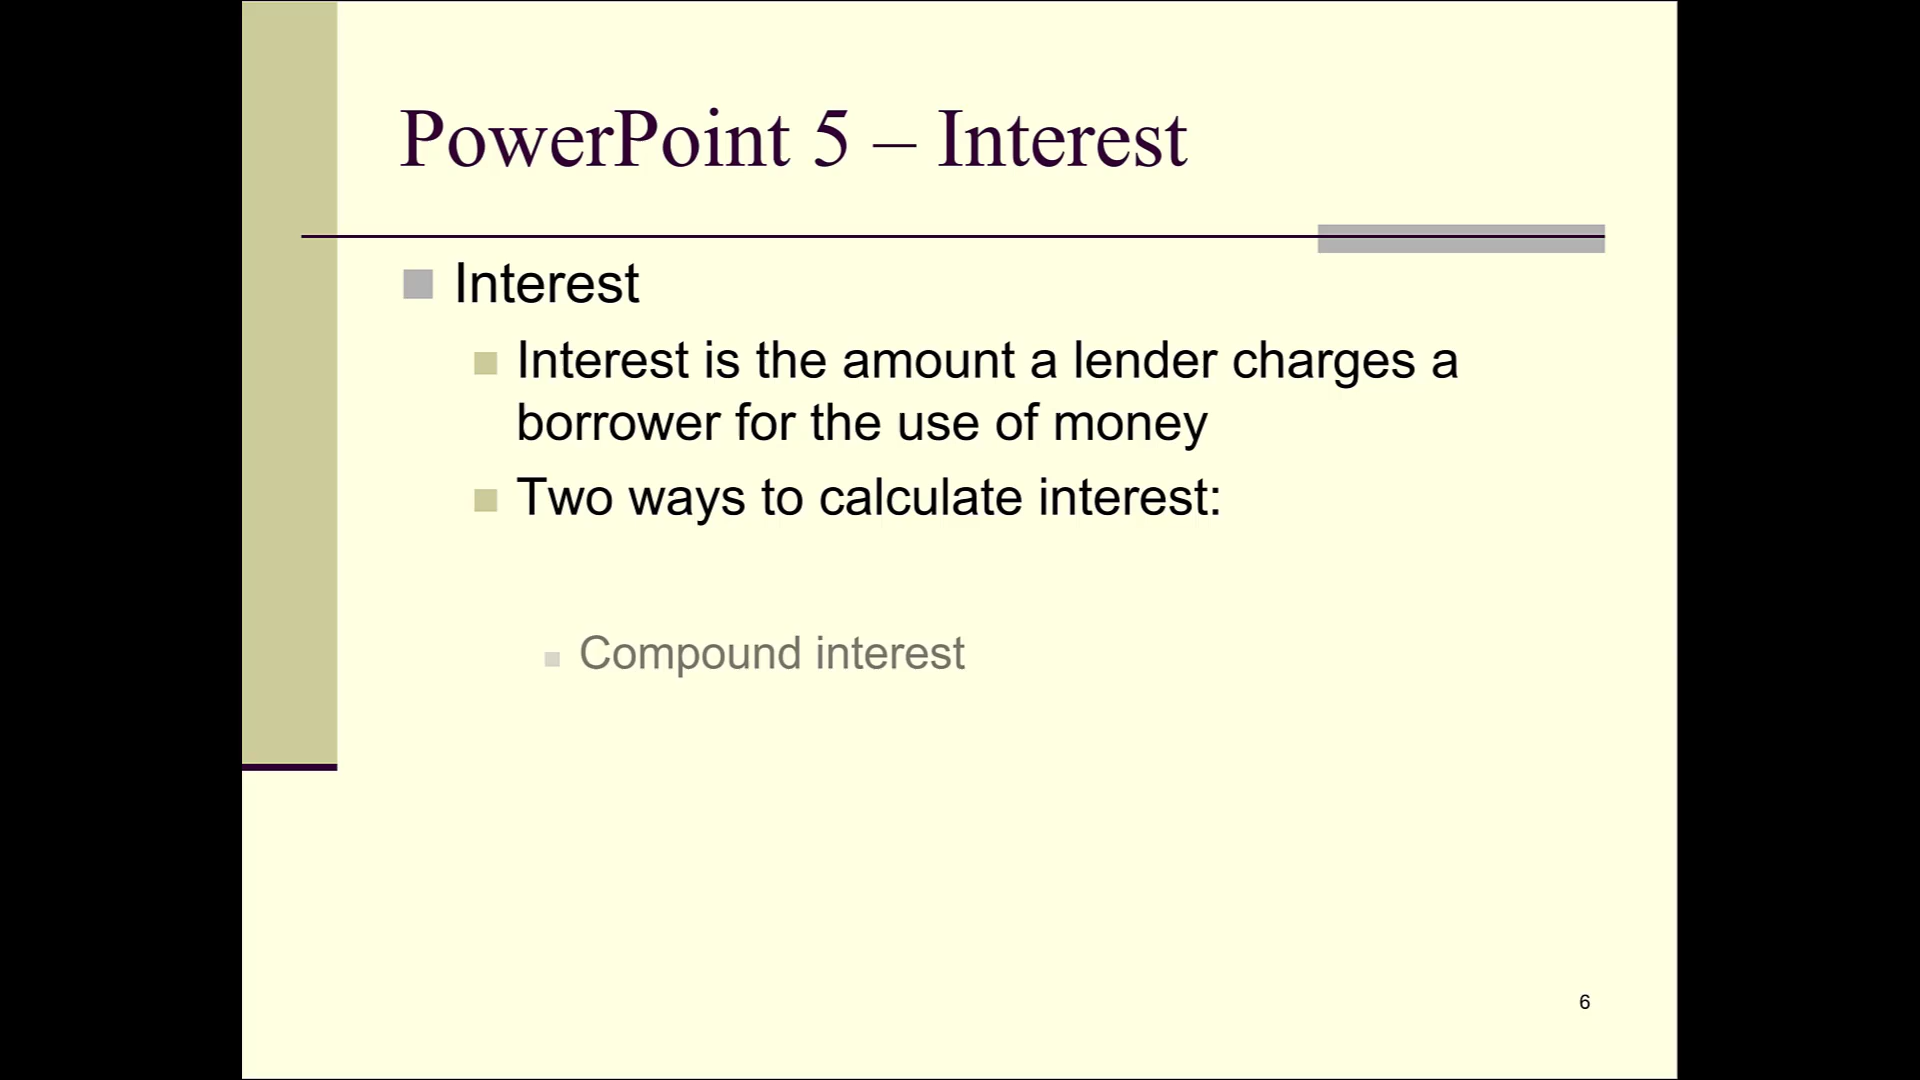 PowerPoint 5 – Interest
Interest
Interest is the amount a lender charges a
borrower for the use of money
Two ways to calculate interest:
Compound interest
6